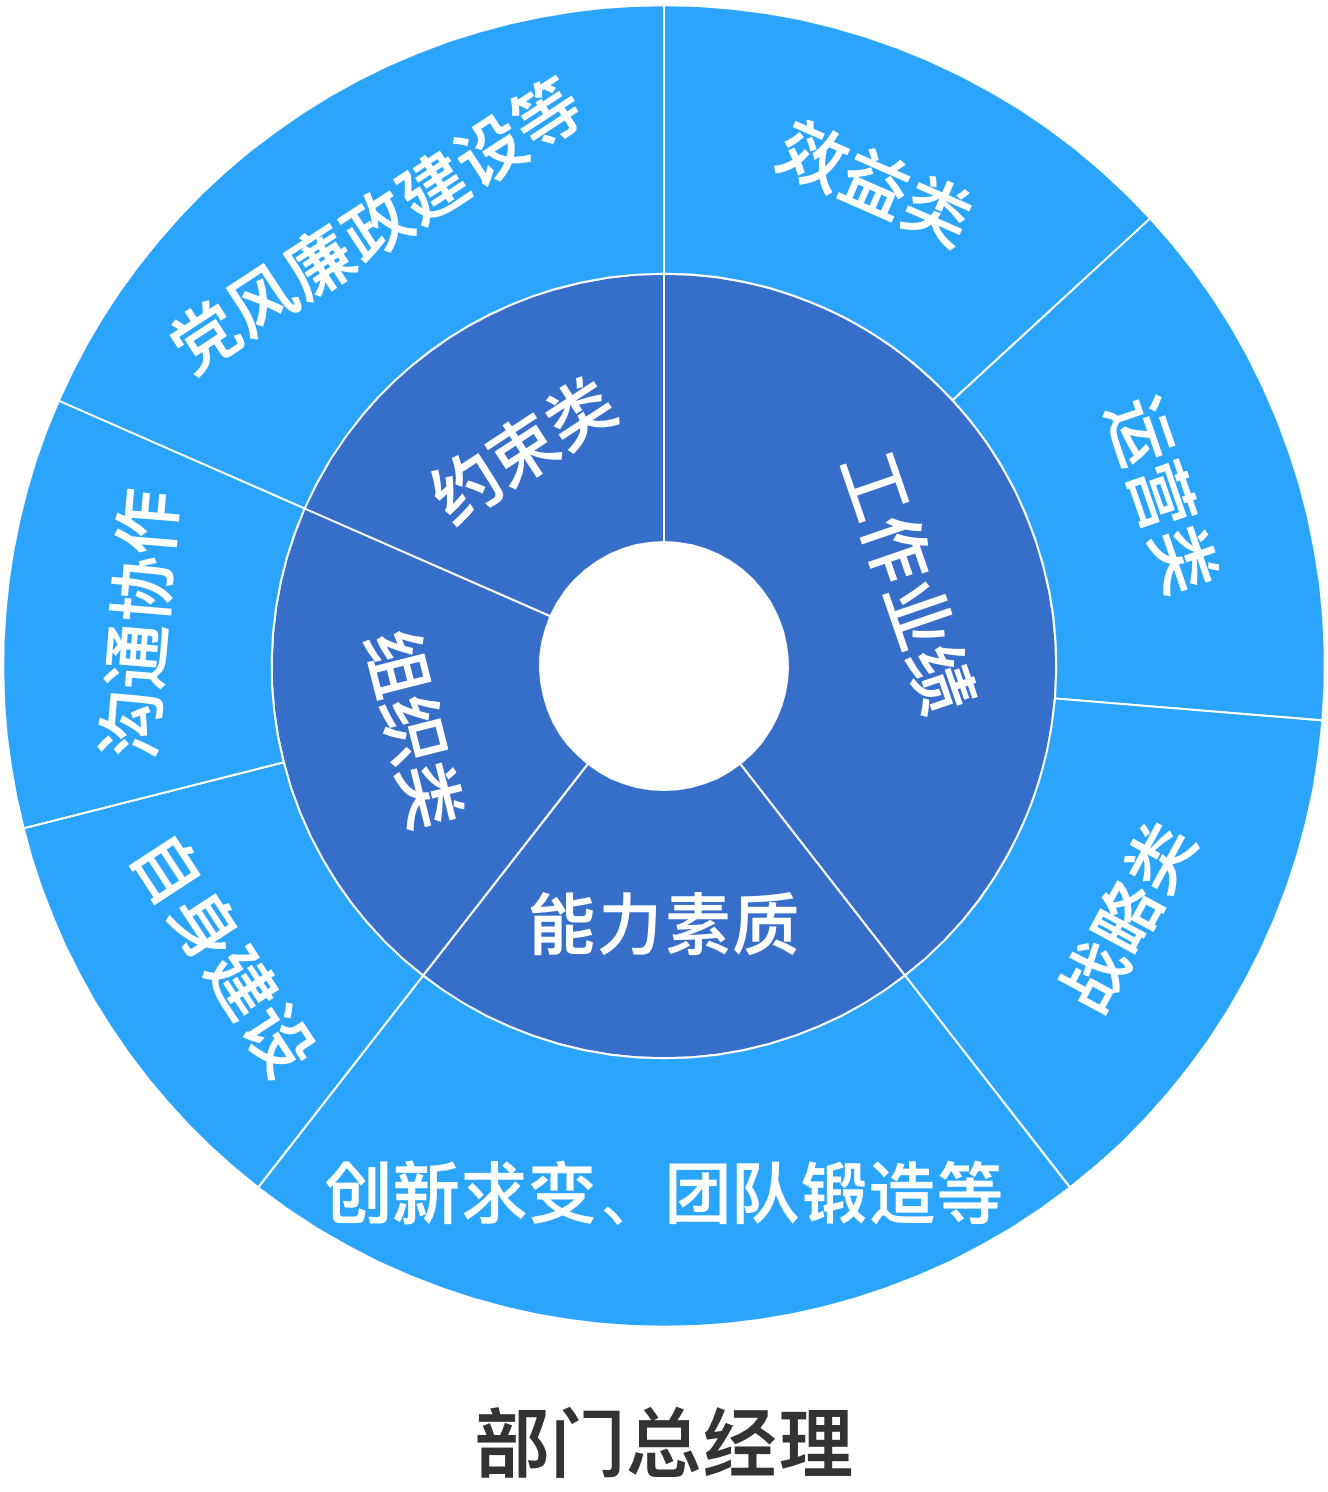 党风廉政建设等
效益类
运营类
战略类
创新求变、团队锻造等
自身建设
沟通协作
约束类
工作业绩
能力素质
组织类
部门总经理